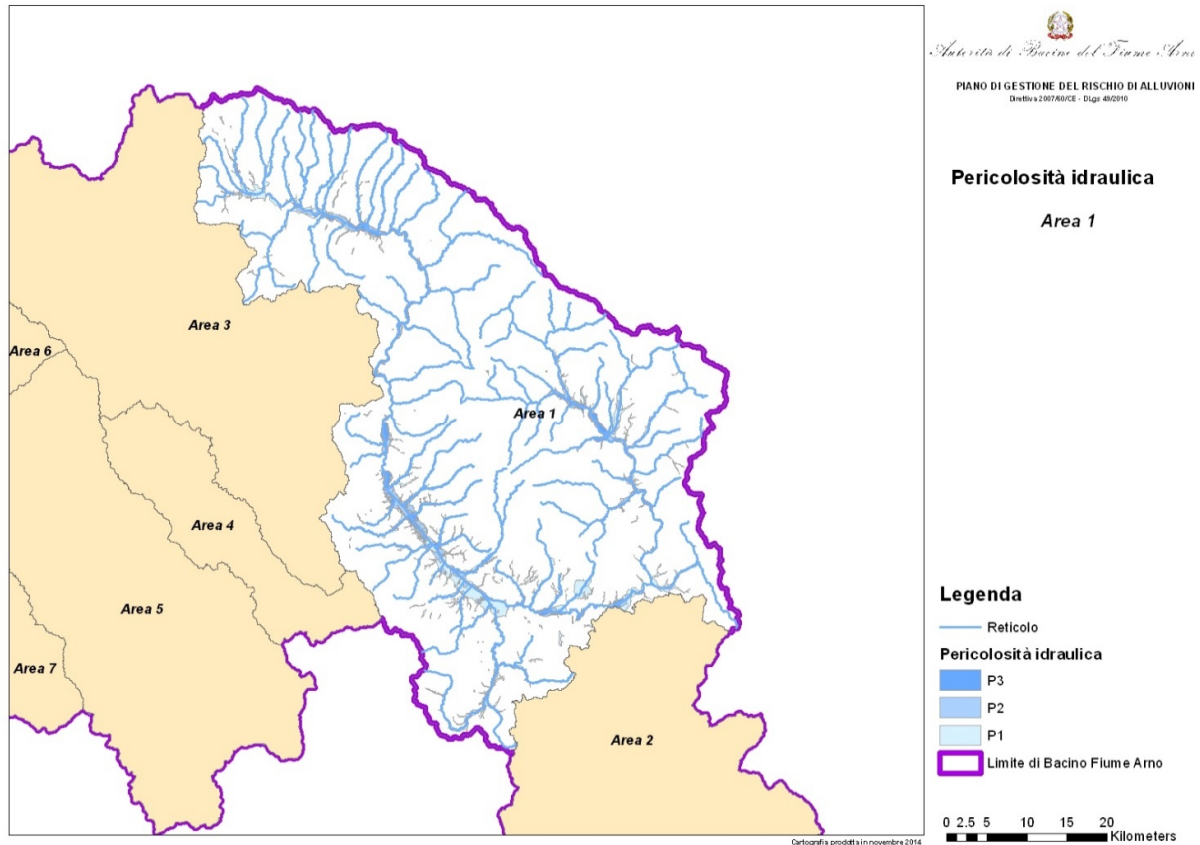 Autorità di Bacino del Fiume Arno
PIANO DI GESTIONE DEL RISCHIO DI ALLUVIONI
Direttiva 2007/60/CE - DLgs 49/2010
Pericolosità idraulica
Area 1
Area 3
Area 6
Area 1
Area 4
Area 5
Area 7
Area 2
Legenda
Reticolo
Pericolosità idraulica
P3
P2
P1
Limite di Bacino Fiume Arno
0 2.5 5 10 15 20
Kilometers
Cartografia prodotta in novembre 2014